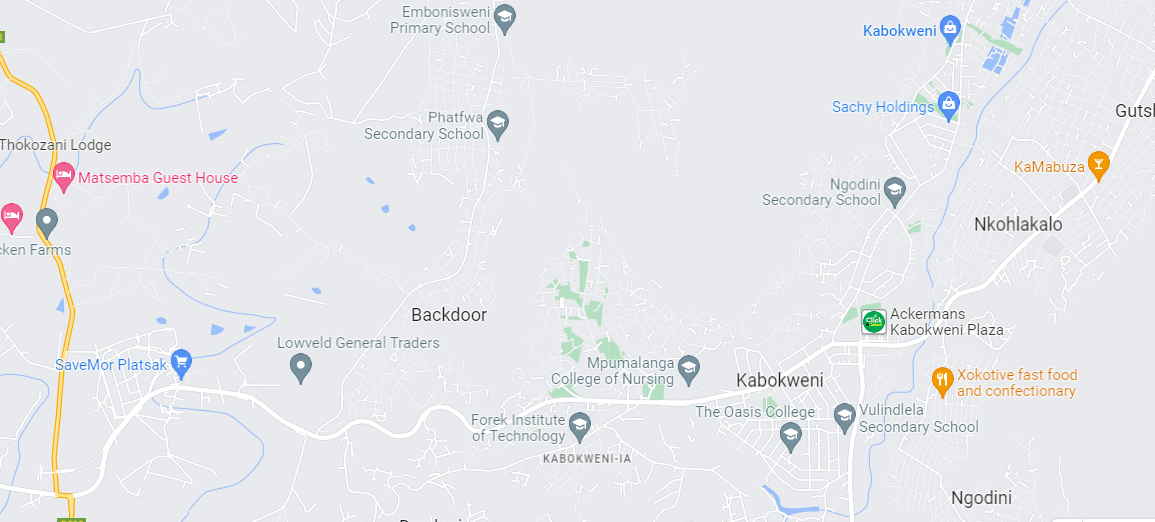 Embonisweni
Primary School
Kabokweni
Sachy Holdings
Phatfwa
Secondary School
Thokozani Lodge
Matsemba Guest House
KaMabuza
Ngodini
Secondary School
Nkohlakalo
cken Farms
Backdoor
Ackermans
Kabokweni Plaza
Lowveld General Traders
SaveMor Platsak
Mpumalanga
College of Nursing
Kabokweni
Xokotive fast food
and confectionary
The Oasis College
Vulindlela
Secondary School
Forek Institute
of Technology
KABOKWENI-IA
Ngodini